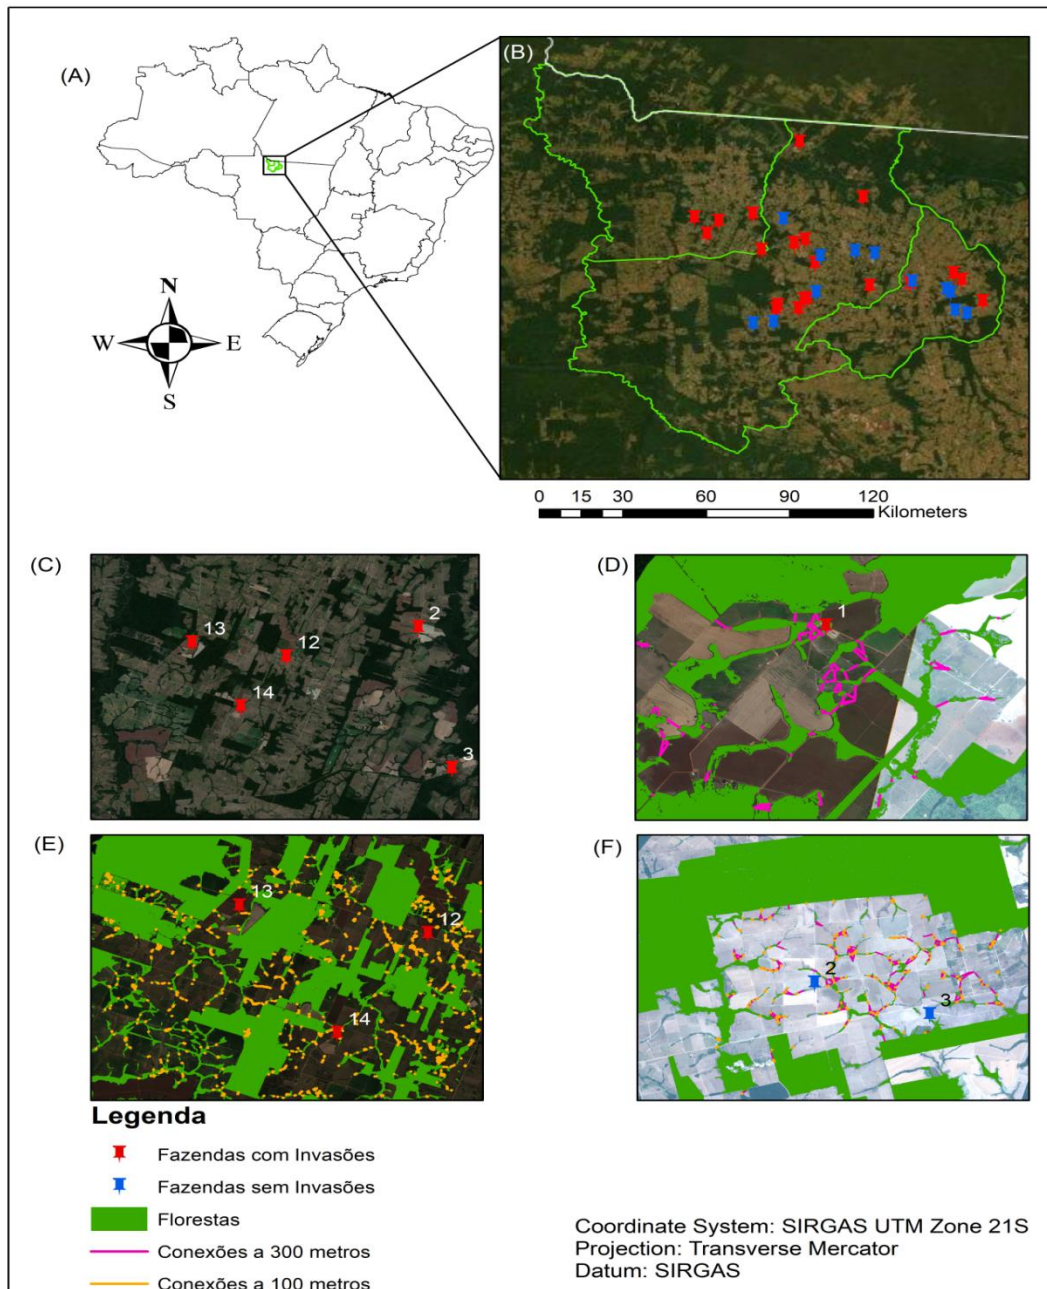 (A)
(B)
N
W
E
S
0 15 30 60 90 120
Kilometers
(C)
2
13
12
14
3
(D)
1
(E)
13
12
14
(F)
2
3
Legenda
Fazendas com Invasões
Fazendas sem Invasões
Florestas
Conexões a 300 metros
Conexões a 100 metros
Coordinate System: SIRGAS UTM Zone 21S
Projection: Transverse Mercator
Datum: SIRGAS